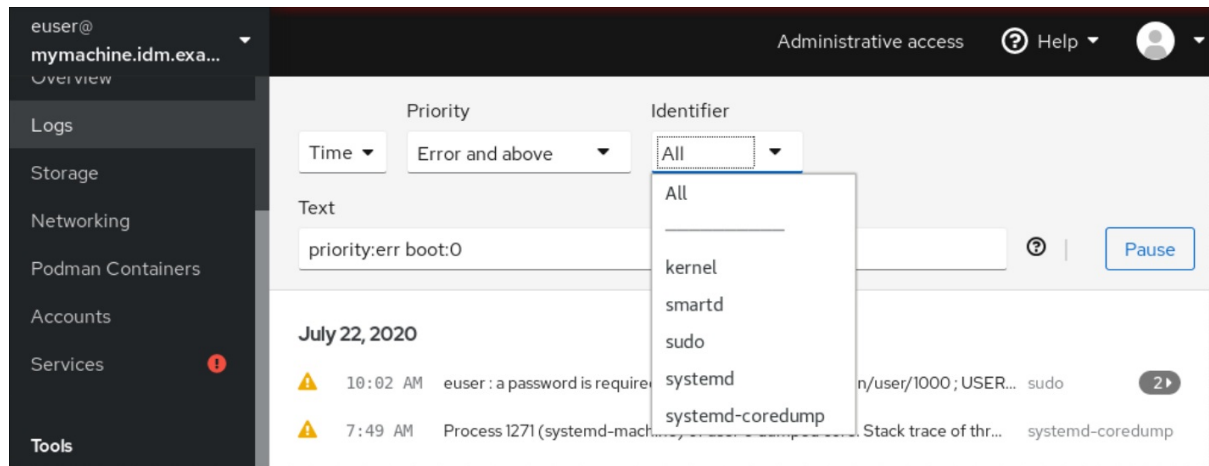 euser@
mymachine.idm.exa...
Administrative access
Help
Overview
Logs
Storage
Networking
Podman Containers
Accounts
Services
Tools
Priority
Identifier
Time
Error and above
All
All
kernel
smartd
sudo
systemd
systemd-coredump
Text
priority:err boot:0
Pause
July 22, 2020
10:02 AM euser : a password is require n/user/1000 ; USER... sudo 2
7:49 AM Process 1271 (systemd-mach Stack trace of thr... systemd-coredump